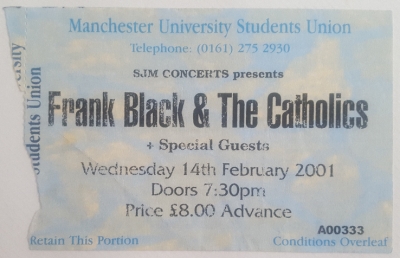 Manchester University Students Union
Telephone: (0161) 275 2930
SJM CONCERTS presents
Frank Black & The Catholics
+ Special Guests
Wednesday 14th February 2001
Doors 7:30pm
Price £8.00 Advance
A00333
Retain This Portion
Conditions Overleaf
Students Union